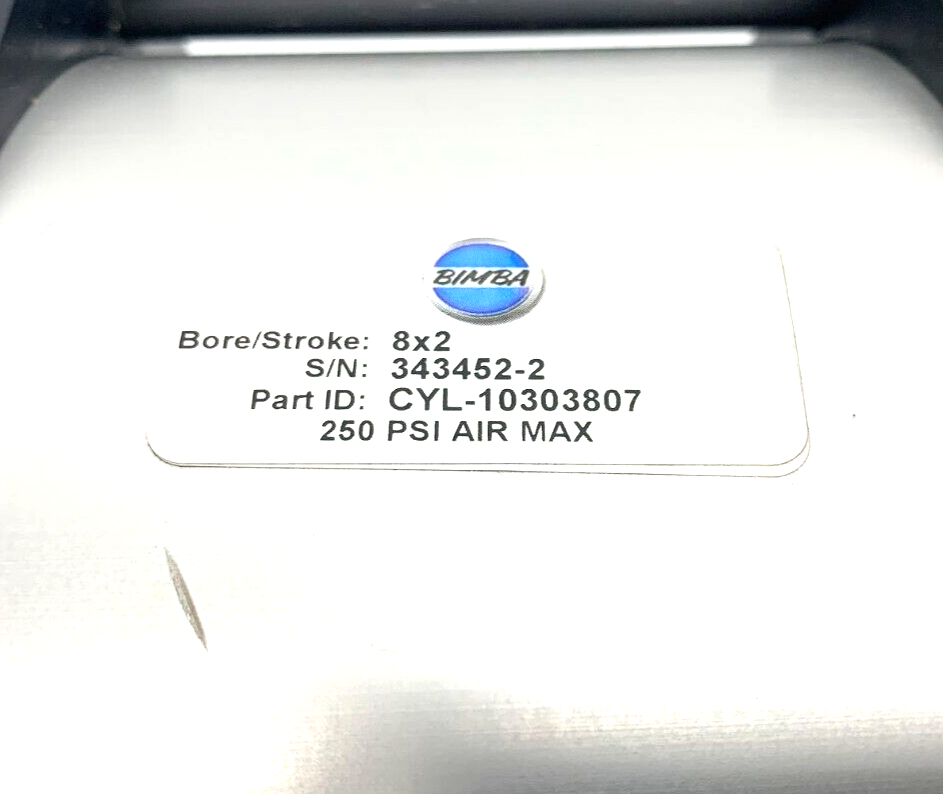 BIMBA
Bore/Stroke: 8x2
S/N: 343452-2
Part ID: CYL-10303807
250 PSI AIR MAX